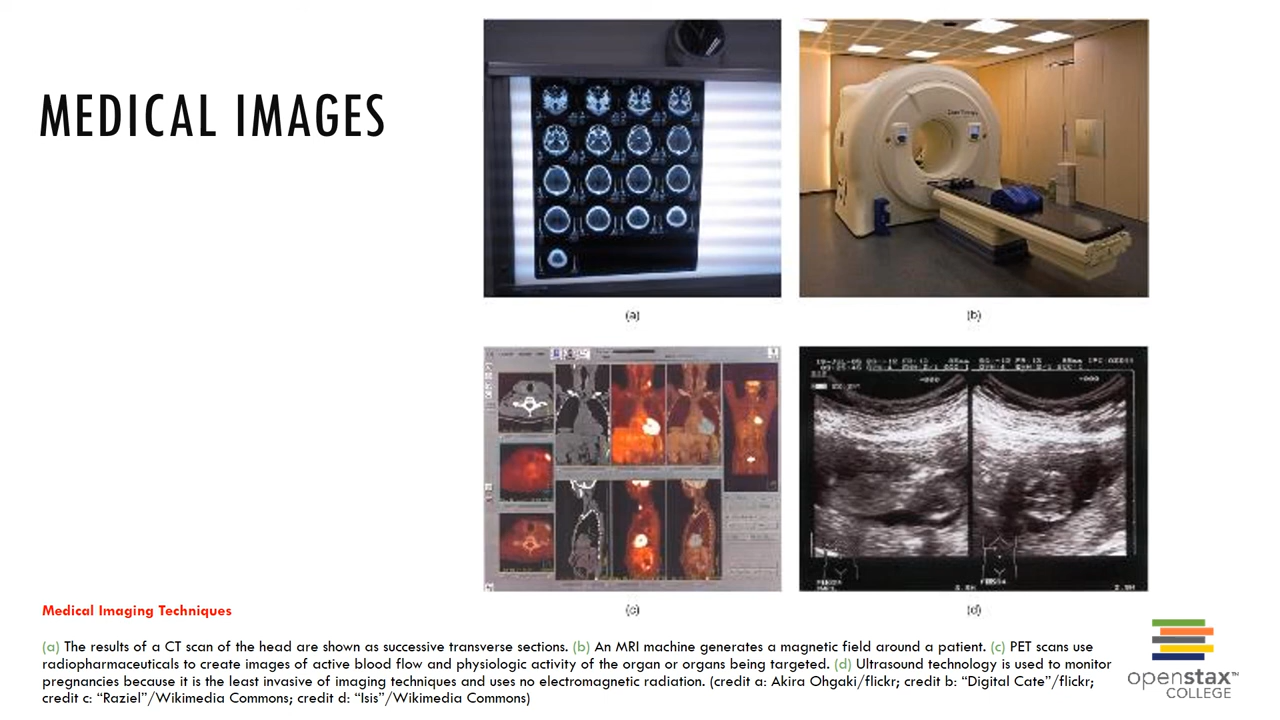 MEDICAL IMAGES
(a)
(b)
(c)
(d)
Medical Imaging Techniques
(a) The results of a CT scan of the head are shown as successive transverse sections. (b) An MRI machine generates a magnetic field around a patient. (c) PET scans use
radiopharmaceuticals to create images of active blood flow and physiologic activity of the organ or organs being targeted. (d) Ultrasound technology is used to monitor
pregnancies because it is the least invasive of imaging techniques and uses no electromagnetic radiation. (credit a: Akira Ohgaki/flickr; credit b: “Digital Cate”/flickr;
credit c: “Raziel”/Wikimedia Commons; credit d: “Isis”/Wikimedia Commons)
openstax™
COLLEGE